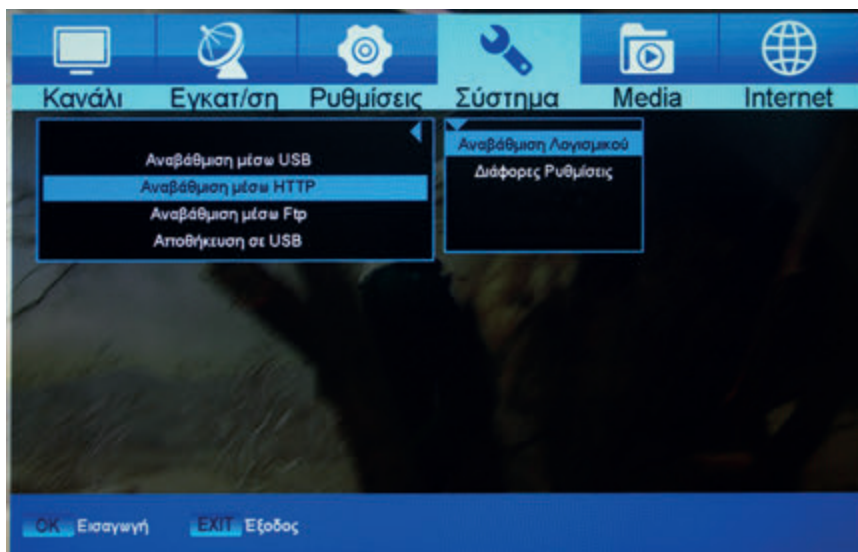 Κανάλι Εγκατ/ση Ρυθμίσεις Σύστημα Media Internet
Αναβάθμιση Λογισμικού
Διάφορες Ρυθμίσεις
Αναβάθμιση μέσω USB
Αναβάθμιση μέσω HTTP
Αναβάθμιση μέσω Ftp
Αποθήκευση σε USB
OK Εισαγωγή EXIT Έξοδος